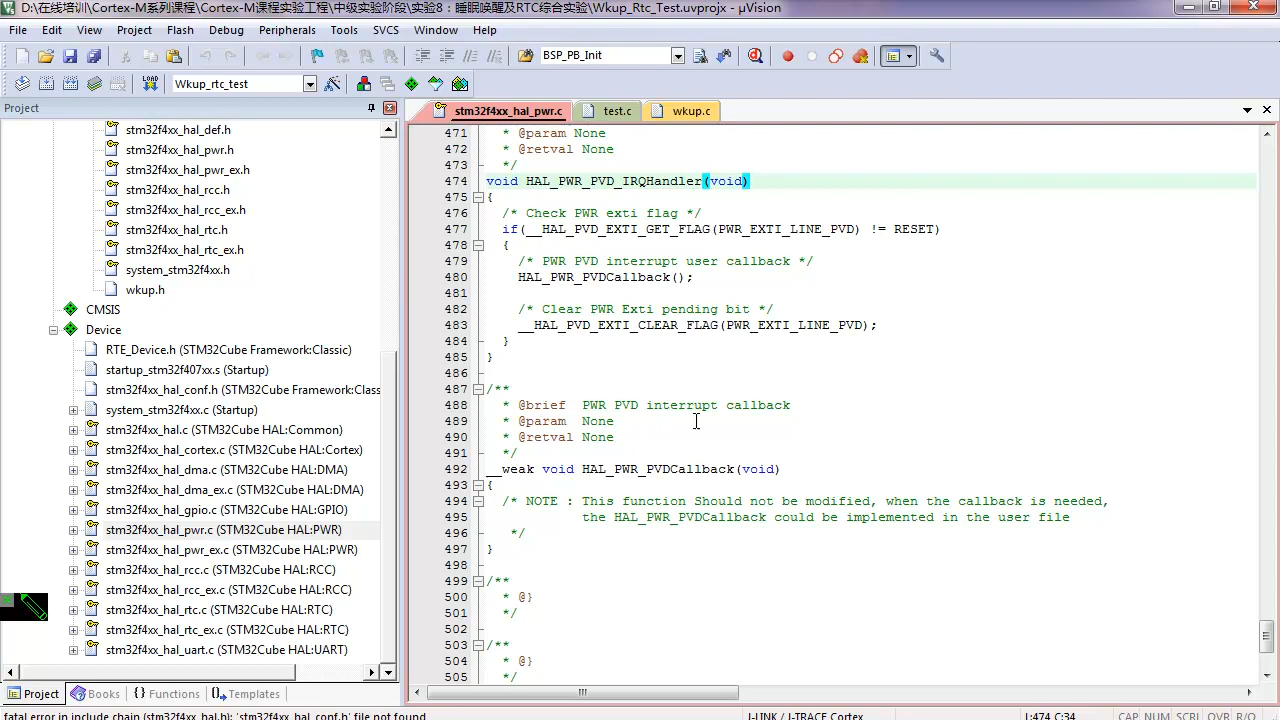 D:\在线培训\Cortex-M系列课程\Cortex-M课程实验工程\中级实验阶段\实验8：睡眠唤醒及RTC综合实验\Wkup_Rtc_Test.uvprojx - µVision
File Edit View Project Flash Debug Peripherals Tools SVCS Window Help
BSP_PB_Init
LOAD Wkup_rtc_test
Project
stm32f4xx_hal_pwr.c test.c wkup.c
stm32f4xx_hal_def.h
stm32f4xx_hal_pwr.h
stm32f4xx_hal_pwr_ex.h
stm32f4xx_hal_rcc.h
stm32f4xx_hal_rcc_ex.h
stm32f4xx_hal_rtc.h
stm32f4xx_hal_rtc_ex.h
system_stm32f4xx.h
wkup.h
CMSIS
Device
RTE_Device.h (STM32Cube Framework:Classic)
startup_stm32f407xx.s (Startup)
stm32f4xx_hal_conf.h (STM32Cube Framework:Class
system_stm32f4xx.c (Startup)
stm32f4xx_hal.c (STM32Cube HAL:Common)
stm32f4xx_hal_cortex.c (STM32Cube HAL:Cortex)
stm32f4xx_hal_dma.c (STM32Cube HAL:DMA)
stm32f4xx_hal_dma_ex.c (STM32Cube HAL:DMA)
stm32f4xx_hal_gpio.c (STM32Cube HAL:GPIO)
stm32f4xx_hal_pwr.c (STM32Cube HAL:PWR)
stm32f4xx_hal_pwr_ex.c (STM32Cube HAL:PWR)
stm32f4xx_hal_rcc.c (STM32Cube HAL:RCC)
stm32f4xx_hal_rcc_ex.c (STM32Cube HAL:RCC)
stm32f4xx_hal_rtc.c (STM32Cube HAL:RTC)
stm32f4xx_hal_rtc_ex.c (STM32Cube HAL:RTC)
stm32f4xx_hal_uart.c (STM32Cube HAL:UART)
Project Books {} Functions Templates
471 * @param None
472 * @retval None
473 */
474 void HAL_PWR_PVD_IRQHandler(void)
475 {
476 /* Check PWR exti flag */
477 if(__HAL_PVD_EXTI_GET_FLAG(PWR_EXTI_LINE_PVD) != RESET)
478 {
479 /* PWR PVD interrupt user callback */
480 HAL_PWR_PVDCallback();
481
482 /* Clear PWR Exti pending bit */
483 __HAL_PVD_EXTI_CLEAR_FLAG(PWR_EXTI_LINE_PVD);
484 }
485 }
486
487 /**
488 * @brief PWR PVD interrupt callback
489 * @param None
490 * @retval None
491 */
492 __weak void HAL_PWR_PVDCallback(void)
493 {
494 /* NOTE : This function Should not be modified, when the callback is needed,
495 the HAL_PWR_PVDCallback could be implemented in the user file
496 */
497 }
498
499 /**
500 * @}
501 */
502
503 /**
504 * @}
505 */
fatal error in include chain (stm32f4xx_hal.h): 'stm32f4xx_hal_conf.h' file not found
J-LINK / J-TRACE Cortex
L:474 C:34
CAP NUM SCRL OVR R/O